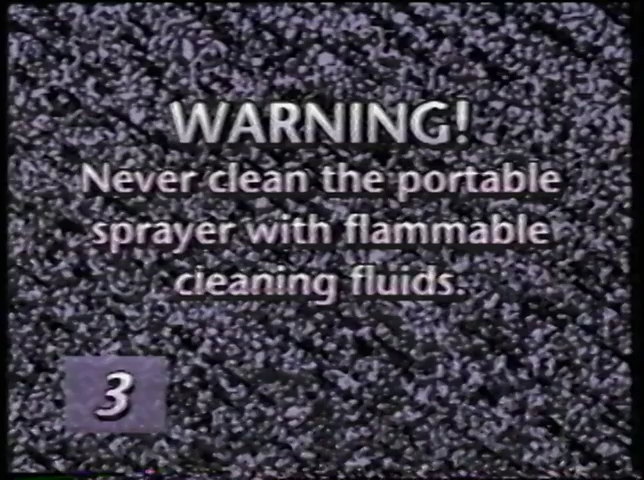 WARNING!
Never clean the portable
sprayer with flammable
cleaning fluids.
3